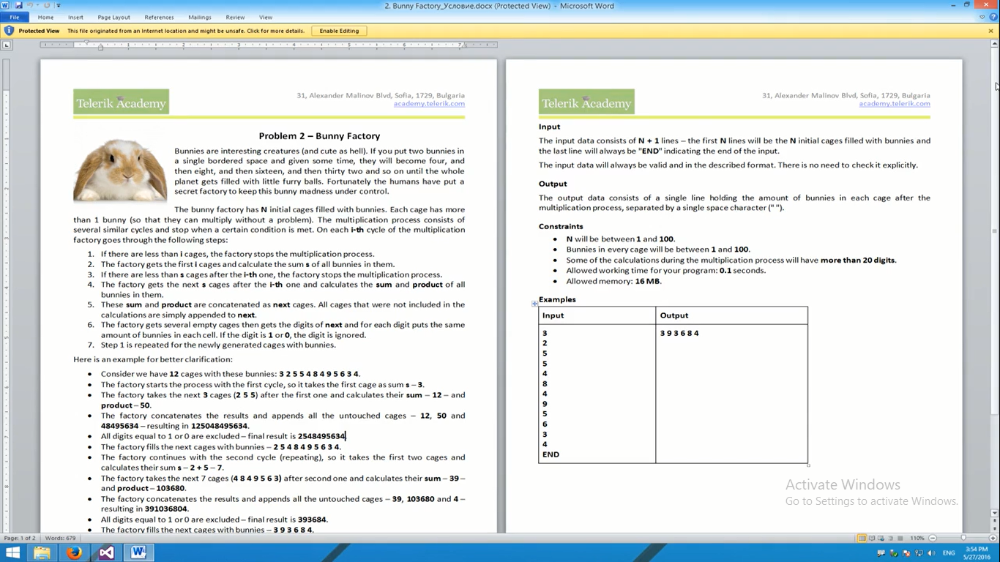 2. Bunny Factory_Условие.docx (Protected View) - Microsoft Word
File Home Insert Page Layout References Mailings Review View
Protected View This file originated from an Internet location and might be unsafe. Click for more details. Enable Editing
Telerik Academy
31, Alexander Malinov Blvd, Sofia, 1729, Bulgaria
academy.telerik.com
Problem 2 – Bunny Factory
Bunnies are interesting creatures (and cute as hell). If you put two bunnies in
a single bordered space and given some time, they will become four, and
then eight, and then sixteen, and then thirty two and so on until the whole
planet gets filled with little furry balls. Fortunately the humans have put a
secret factory to keep this bunny madness under control.
The bunny factory has N initial cages filled with bunnies. Each cage has more
than 1 bunny (so that they can multiply without a problem). The multiplication process consists of
several similar cycles and stop when a certain condition is met. On each i-th cycle of the multiplication
factory goes through the following steps:
1. If there are less than i cages, the factory stops the multiplication process.
2. The factory gets the first i cages and calculate the sum s of all bunnies in them.
3. If there are less than s cages after the i-th one, the factory stops the multiplication process.
4. The factory gets the next s cages after the i-th one and calculates the sum and product of all
bunnies in them.
5. These sum and product are concatenated as next cages. All cages that were not included in the
calculations are simply appended to next.
6. The factory gets several empty cages then gets the digits of next and for each digit puts the same
amount of bunnies in each cell. If the digit is 1 or 0, the digit is ignored.
7. Step 1 is repeated for the newly generated cages with bunnies.
Here is an example for better clarification:
• Consider we have 12 cages with these bunnies: 3 2 5 5 4 8 4 9 5 6 3 4.
• The factory starts the process with the first cycle, so it takes the first cage as sum s – 3.
• The factory takes the next 3 cages (2 5 5) after the first one and calculates their sum – 12 – and
product – 50.
• The factory concatenates the results and appends all the untouched cages – 12, 50 and
48495634 – resulting in 125048495634.
• All digits equal to 1 or 0 are excluded – final result is 2548495634
• The factory fills the next cages with bunnies – 2 5 4 8 4 9 5 6 3 4.
• The factory continues with the second cycle (repeating), so it takes the first two cages and
calculates their sum s – 2 + 5 – 7.
• The factory takes the next 7 cages (4 8 4 9 5 6 3) after second one and calculates their sum – 39 –
and product – 103680.
• The factory concatenates the results and appends all the untouched cages – 39, 103680 and 4 –
resulting in 391036804.
• All digits equal to 1 or 0 are excluded – final result is 393684.
• The factory fills the next cages with bunnies – 3 9 3 6 8 4.
Telerik Academy
31, Alexander Malinov Blvd, Sofia, 1729, Bulgaria
academy.telerik.com
Input
The input data consists of N + 1 lines – the first N lines will be the N initial cages filled with bunnies and
the last line will always be "END" indicating the end of the input.
The input data will always be valid and in the described format. There is no need to check it explicitly.
Output
The output data consists of a single line holding the amount of bunnies in each cage after the
multiplication process, separated by a single space character (" ").
Constraints
• N will be between 1 and 100.
• Bunnies in every cage will be between 1 and 100.
• Some of the calculations during the multiplication process will have more than 20 digits.
• Allowed working time for your program: 0.1 seconds.
• Allowed memory: 16 MB.
Examples
Input Output
3 3 9 3 6 8 4
2
5
5
4
8
4
9
5
6
3
4
END
Activate Windows
Go to Settings to activate Windows.
Page: 1 of 2 Words: 679 110%
ENG 3:54 PM
5/27/2016